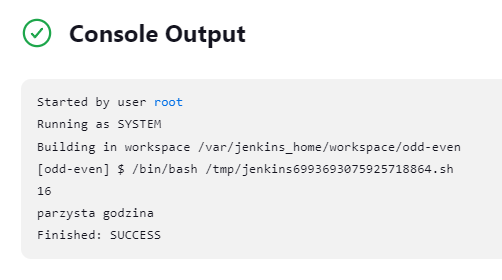 Console Output
Started by user root
Running as SYSTEM
Building in workspace /var/jenkins_home/workspace/odd-even
[odd-even] $ /bin/bash /tmp/jenkins6993693075925718864.sh
16
parzysta godzina
Finished: SUCCESS